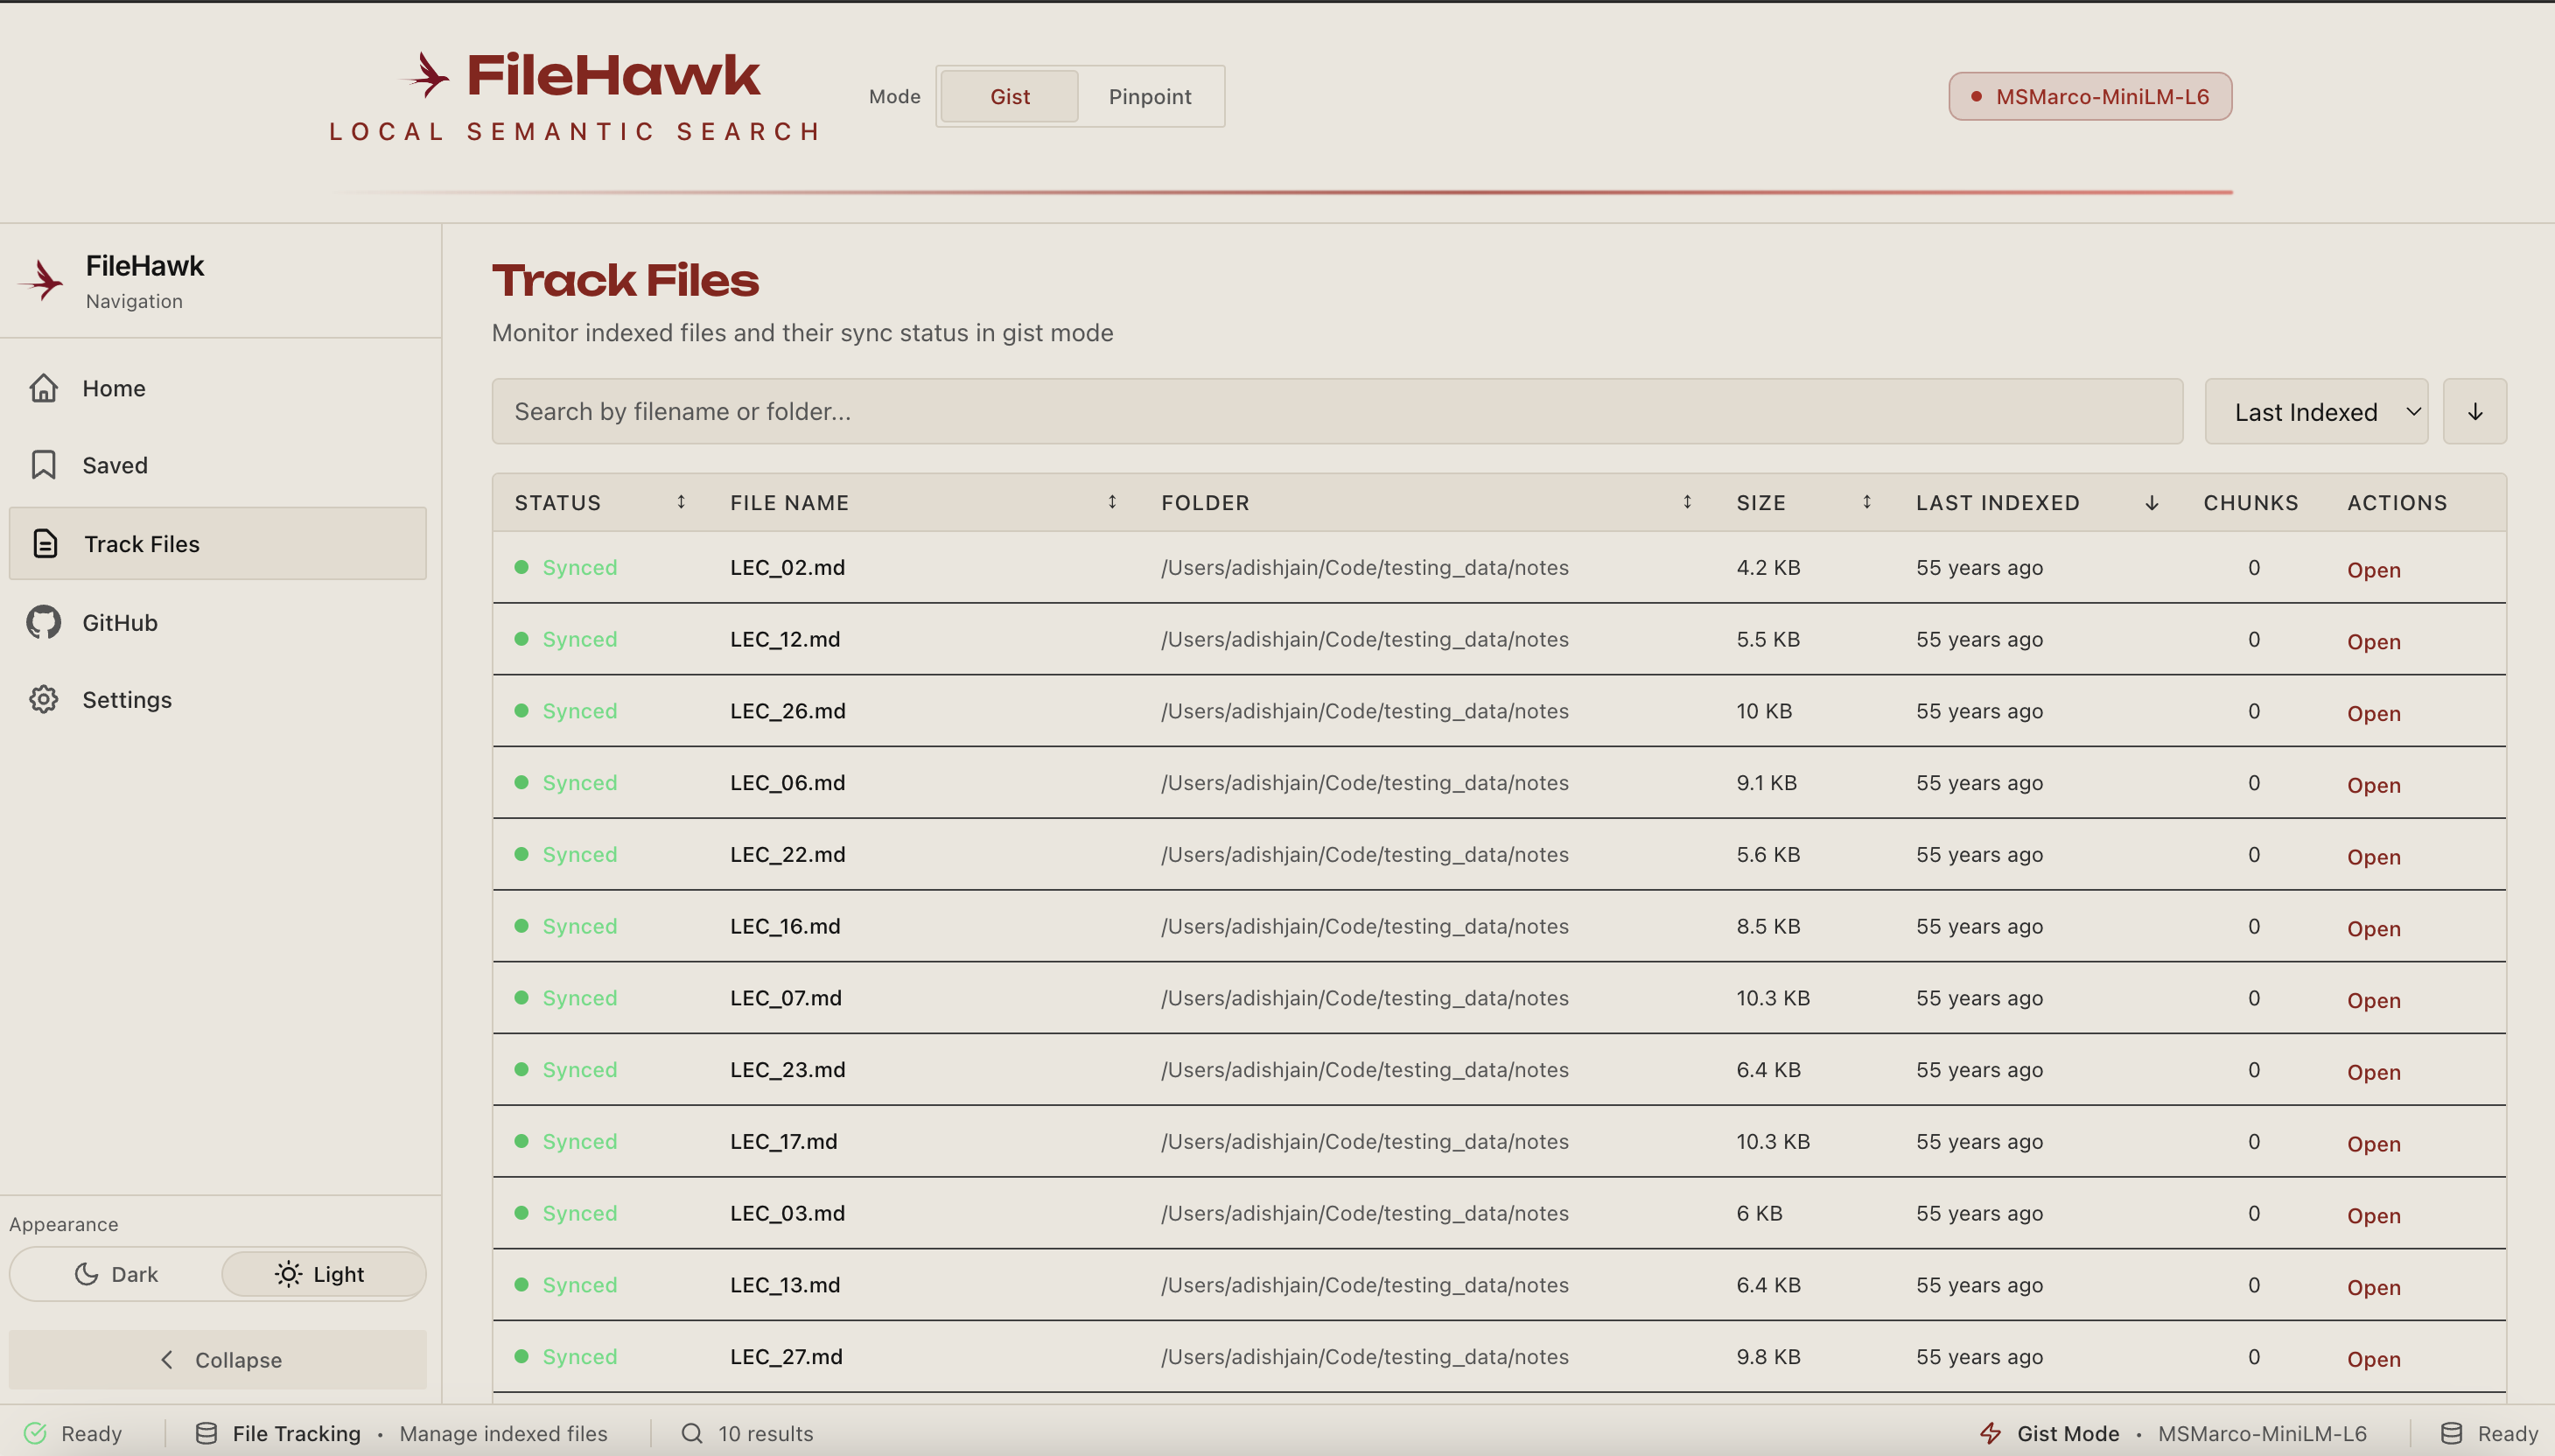 FileHawk
LOCAL SEMANTIC SEARCH
Mode Gist Pinpoint
MSMarco-MiniLM-L6
FileHawk
Navigation
Home
Saved
Track Files
GitHub
Settings
Appearance
Dark Light
Collapse
Track Files
Monitor indexed files and their sync status in gist mode
Search by filename or folder...
Last Indexed
STATUS FILE NAME FOLDER SIZE LAST INDEXED CHUNKS ACTIONS
Synced LEC_02.md /Users/adishjain/Code/testing_data/notes 4.2 KB 55 years ago 0 Open
Synced LEC_12.md /Users/adishjain/Code/testing_data/notes 5.5 KB 55 years ago 0 Open
Synced LEC_26.md /Users/adishjain/Code/testing_data/notes 10 KB 55 years ago 0 Open
Synced LEC_06.md /Users/adishjain/Code/testing_data/notes 9.1 KB 55 years ago 0 Open
Synced LEC_22.md /Users/adishjain/Code/testing_data/notes 5.6 KB 55 years ago 0 Open
Synced LEC_16.md /Users/adishjain/Code/testing_data/notes 8.5 KB 55 years ago 0 Open
Synced LEC_07.md /Users/adishjain/Code/testing_data/notes 10.3 KB 55 years ago 0 Open
Synced LEC_23.md /Users/adishjain/Code/testing_data/notes 6.4 KB 55 years ago 0 Open
Synced LEC_17.md /Users/adishjain/Code/testing_data/notes 10.3 KB 55 years ago 0 Open
Synced LEC_03.md /Users/adishjain/Code/testing_data/notes 6 KB 55 years ago 0 Open
Synced LEC_13.md /Users/adishjain/Code/testing_data/notes 6.4 KB 55 years ago 0 Open
Synced LEC_27.md /Users/adishjain/Code/testing_data/notes 9.8 KB 55 years ago 0 Open
Ready File Tracking • Manage indexed files 10 results Gist Mode • MSMarco-MiniLM-L6 Ready